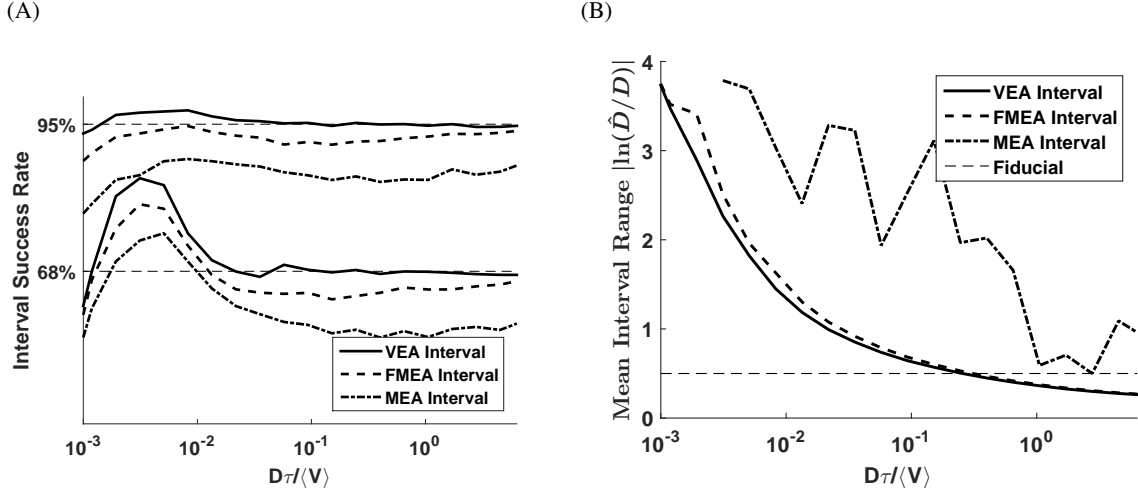 (A)
(B)
Interval Success Rate
95%
68%
VEA Interval
FMEA Interval
MEA Interval
10^-3
10^-2
10^-1
10^0
Dτ/⟨V⟩
Mean Interval Range |ln(D̂/D)|
4
3
2
1
0
VEA Interval
FMEA Interval
MEA Interval
Fiducial
10^-3
10^-2
10^-1
10^0
Dτ/⟨V⟩